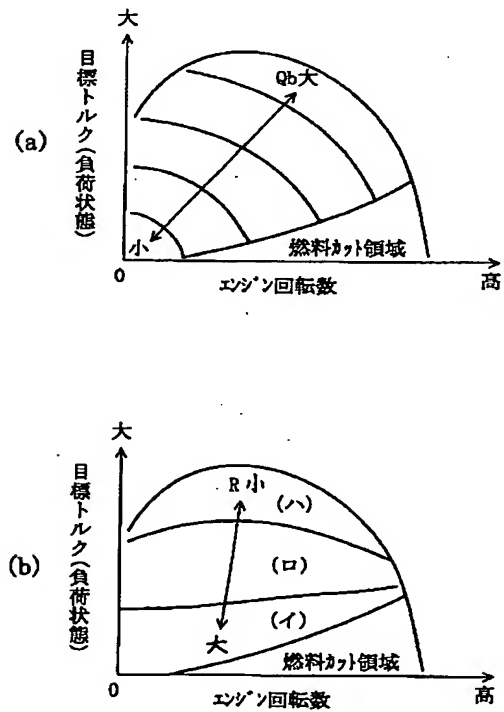 (a)
大
目標トルク(負荷状態)
Qb大
小
燃料カット領域
0
エンジン回転数
高
(b)
大
目標トルク(負荷状態)
R小
(ハ)
(ロ)
(イ)
大
燃料カット領域
0
エンジン回転数
高